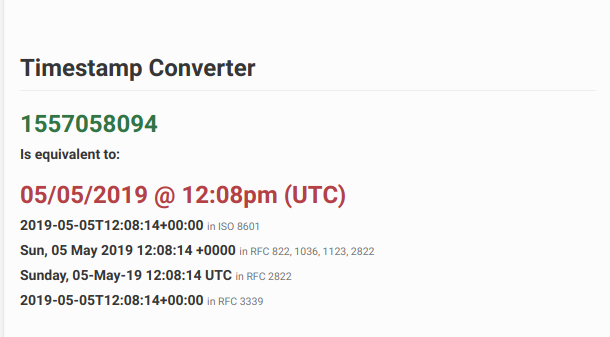 Timestamp Converter
1557058094
Is equivalent to:
05/05/2019 @ 12:08pm (UTC)
2019-05-05T12:08:14+00:00 in ISO 8601
Sun, 05 May 2019 12:08:14 +0000 in RFC 822, 1036, 1123, 2822
Sunday, 05-May-19 12:08:14 UTC in RFC 2822
2019-05-05T12:08:14+00:00 in RFC 3339